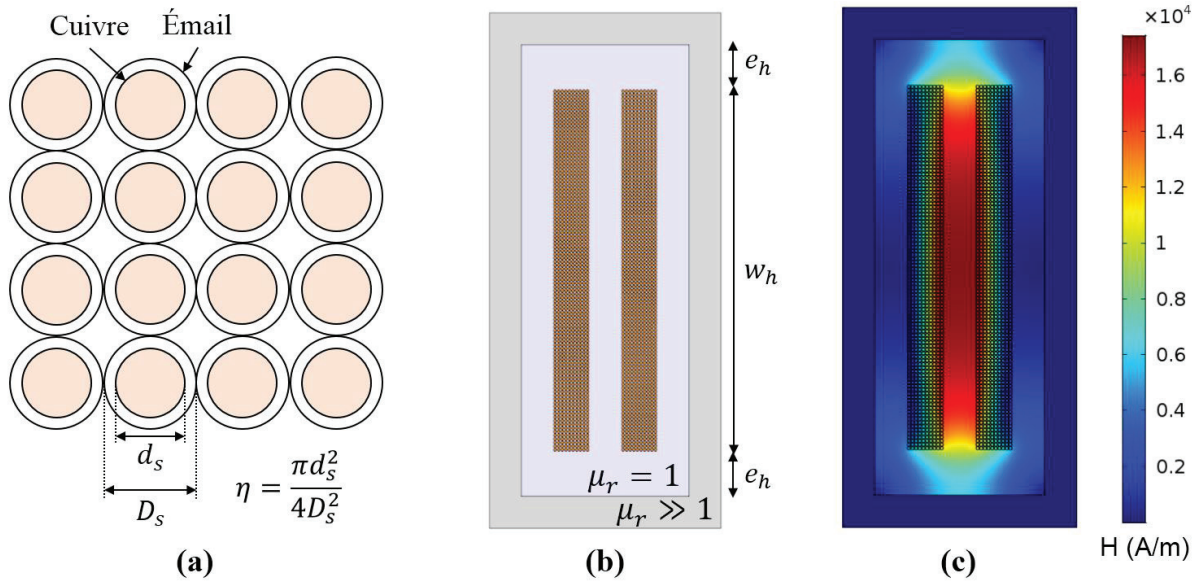 Cuivre
Émail
d_s
D_s
η = πd_s²/4D_s²
(a)
e_h
w_h
e_h
μ_r = 1
μ_r ≫ 1
(b)
×10⁴
1.6
1.4
1.2
1
0.8
0.6
0.4
0.2
H (A/m)
(c)